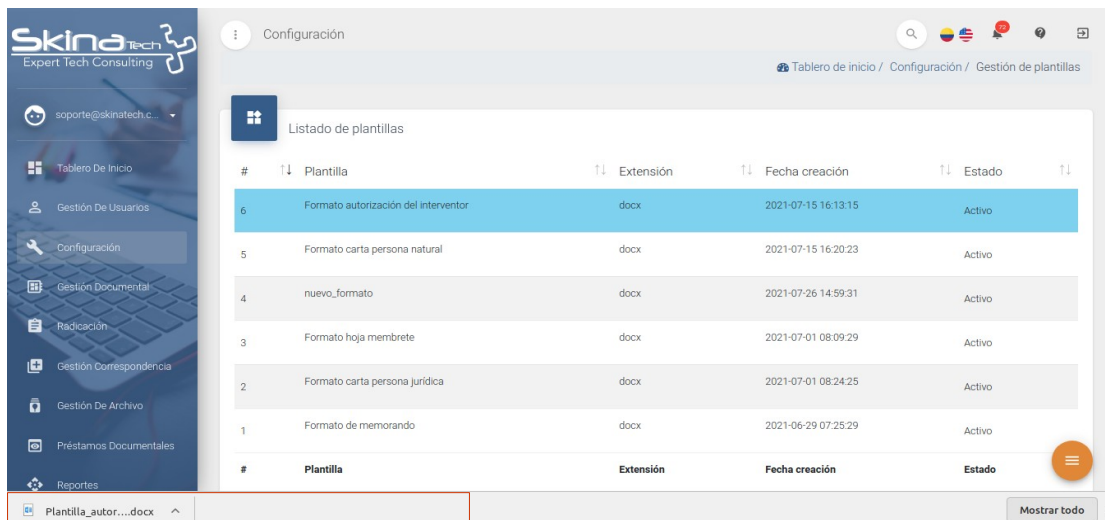 Skina Tech
Expert Tech Consulting
soporte@skinatech.c...
Tablero De Inicio
Gestión De Usuarios
Configuración
Gestión Documental
Radicación
Gestión Correspondencia
Gestión De Archivo
Préstamos Documentales
Reportes
Configuración
72
Tablero de inicio / Configuración / Gestión de plantillas
Listado de plantillas
# Plantilla Extensión Fecha creación Estado
6 Formato autorización del interventor docx 2021-07-15 16:13:15 Activo
5 Formato carta persona natural docx 2021-07-15 16:20:23 Activo
4 nuevo_formato docx 2021-07-26 14:59:31 Activo
3 Formato hoja membrete docx 2021-07-01 08:09:29 Activo
2 Formato carta persona jurídica docx 2021-07-01 08:24:25 Activo
1 Formato de memorando docx 2021-06-29 07:25:29 Activo
# Plantilla Extensión Fecha creación Estado
Plantilla_autor....docx
Mostrar todo